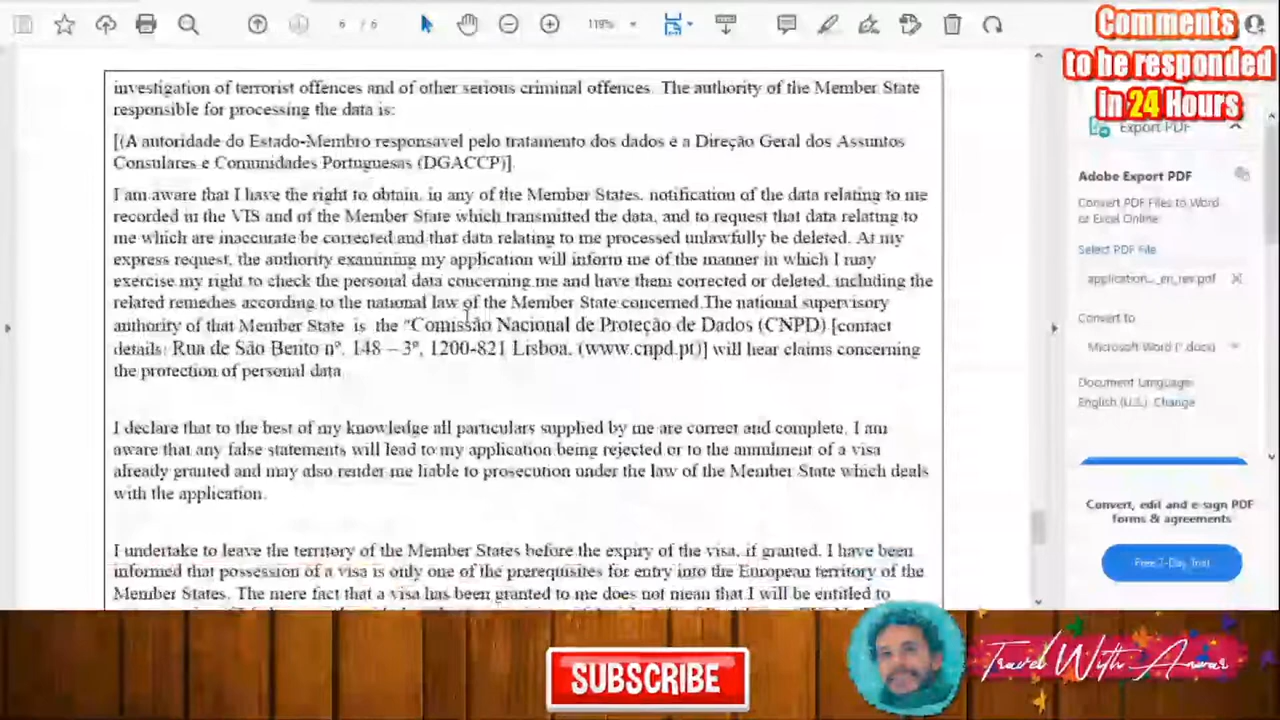 6 / 6
119%
Comments
to be responded
in 24 Hours
investigation of terrorist offences and of other serious criminal offences. The authority of the Member State
responsible for processing the data is:
[(A autoridade do Estado-Membro responsavel pelo tratamento dos dados é a Direção Geral dos Assuntos
Consulares e Comunidades Portuguesas (DGACCP)].
I am aware that I have the right to obtain, in any of the Member States, notification of the data relating to me
recorded in the VIS and of the Member State which transmitted the data, and to request that data relating to
me which are inaccurate be corrected and that data relating to me processed unlawfully be deleted. At my
express request, the authority examining my application will inform me of the manner in which I may
exercise my right to check the personal data concerning me and have them corrected or deleted, including the
related remedies according to the national law of the Member State concerned.The national supervisory
authority of that Member State is the "Comissão Nacional de Proteção de Dados (CNPD) [contact
details: Rua de São Bento nº. 148 – 3º, 1200-821 Lisboa. (www.cnpd.pt)] will hear claims concerning
the protection of personal data
I declare that to the best of my knowledge all particulars supplied by me are correct and complete. I am
aware that any false statements will lead to my application being rejected or to the annulment of a visa
already granted and may also render me liable to prosecution under the law of the Member State which deals
with the application.
I undertake to leave the territory of the Member States before the expiry of the visa, if granted. I have been
informed that possession of a visa is only one of the prerequisites for entry into the European territory of the
Member States. The mere fact that a visa has been granted to me does not mean that I will be entitled to
Export PDF
Adobe Export PDF
Convert PDF Files to Word
or Excel Online
Select PDF File
application..._en_rev.pdf
Convert to
Microsoft Word (*.docx)
Document Language:
English (U.S.) Change
Convert, edit and e-sign PDF
forms & agreements
Free 7-Day Trial
SUBSCRIBE
Travel With Anwar